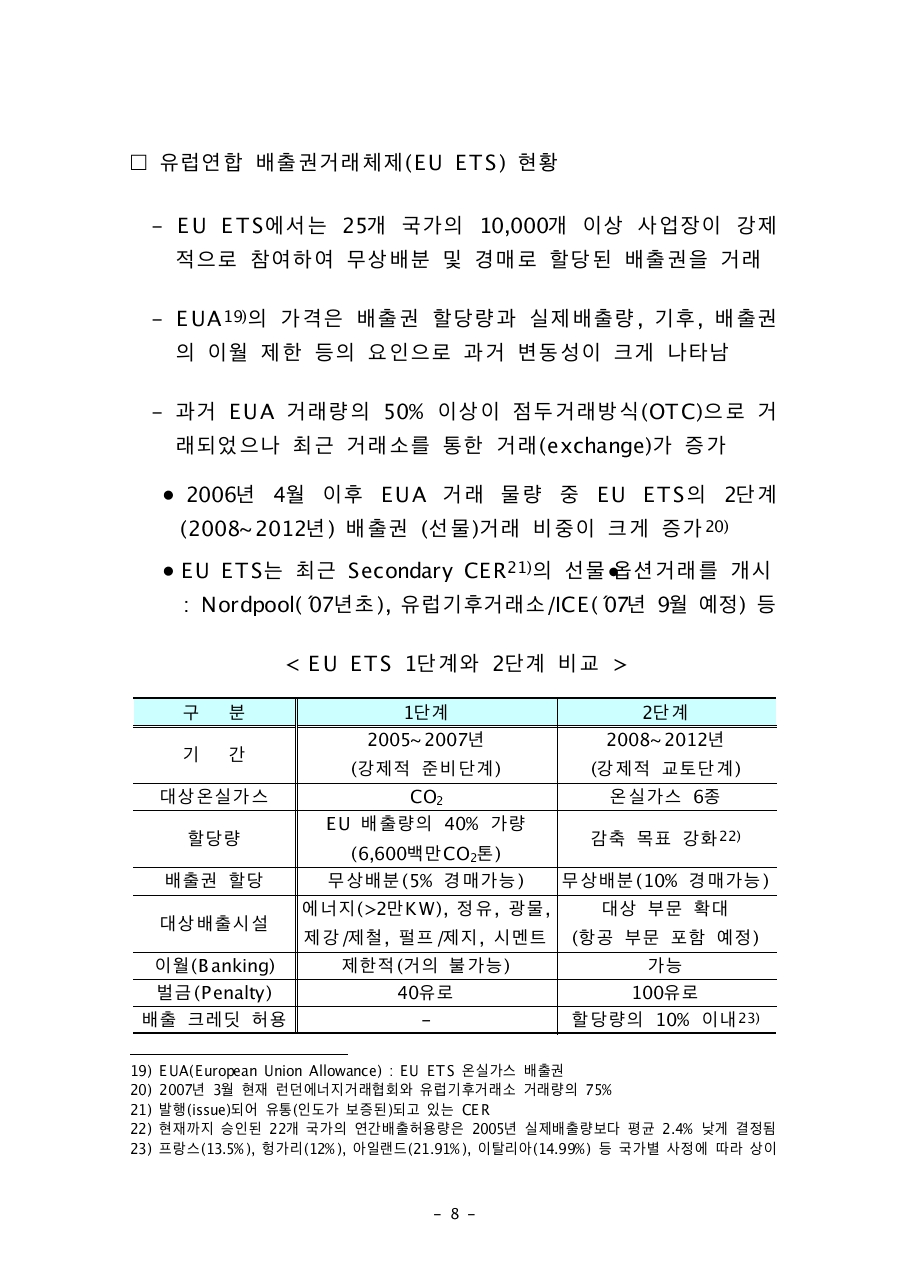 □ 유럽연합 배출권거래체제(EU ETS) 현황
- EU ETS에서는 25개 국가의 10,000개 이상 사업장이 강제
적으로 참여하여 무상배분 및 경매로 할당된 배출권을 거래
- EUA19)의 가격은 배출권 할당량과 실제배출량, 기후, 배출권
의 이월 제한 등의 요인으로 과거 변동성이 크게 나타남
- 과거 EUA 거래량의 50% 이상이 점두거래방식(OTC)으로 거
래되었으나 최근 거래소를 통한 거래(exchange)가 증가
● 2006년 4월 이후 EUA 거래 물량 중 EU ETS의 2단계
(2008~2012년) 배출권 (선물)거래 비중이 크게 증가20)
● EU ETS는 최근 Secondary CER21)의 선물●옵션거래를 개시
: Nordpool(´07년초), 유럽기후거래소/ICE(´07년 9월 예정) 등
< EU ETS 1단계와 2단계 비교 >
구 분 1단계 2단계
기 간 2005~2007년 (강제적 준비단계) 2008~2012년 (강제적 교토단계)
대상온실가스 CO₂ 온실가스 6종
할당량 EU 배출량의 40% 가량 (6,600백만CO₂톤) 감축 목표 강화22)
배출권 할당 무상배분(5% 경매가능) 무상배분(10% 경매가능)
대상배출시설 에너지(>2만KW), 정유, 광물, 제강/제철, 펄프/제지, 시멘트 대상 부문 확대 (항공 부문 포함 예정)
이월(Banking) 제한적(거의 불가능) 가능
벌금(Penalty) 40유로 100유로
배출 크레딧 허용 - 할당량의 10% 이내23)
19) EUA(European Union Allowance) : EU ETS 온실가스 배출권
20) 2007년 3월 현재 런던에너지거래협회와 유럽기후거래소 거래량의 75%
21) 발행(issue)되어 유통(인도가 보증된)되고 있는 CER
22) 현재까지 승인된 22개 국가의 연간배출허용량은 2005년 실제배출량보다 평균 2.4% 낮게 결정됨
23) 프랑스(13.5%), 헝가리(12%), 아일랜드(21.91%), 이탈리아(14.99%) 등 국가별 사정에 따라 상이
- 8 -